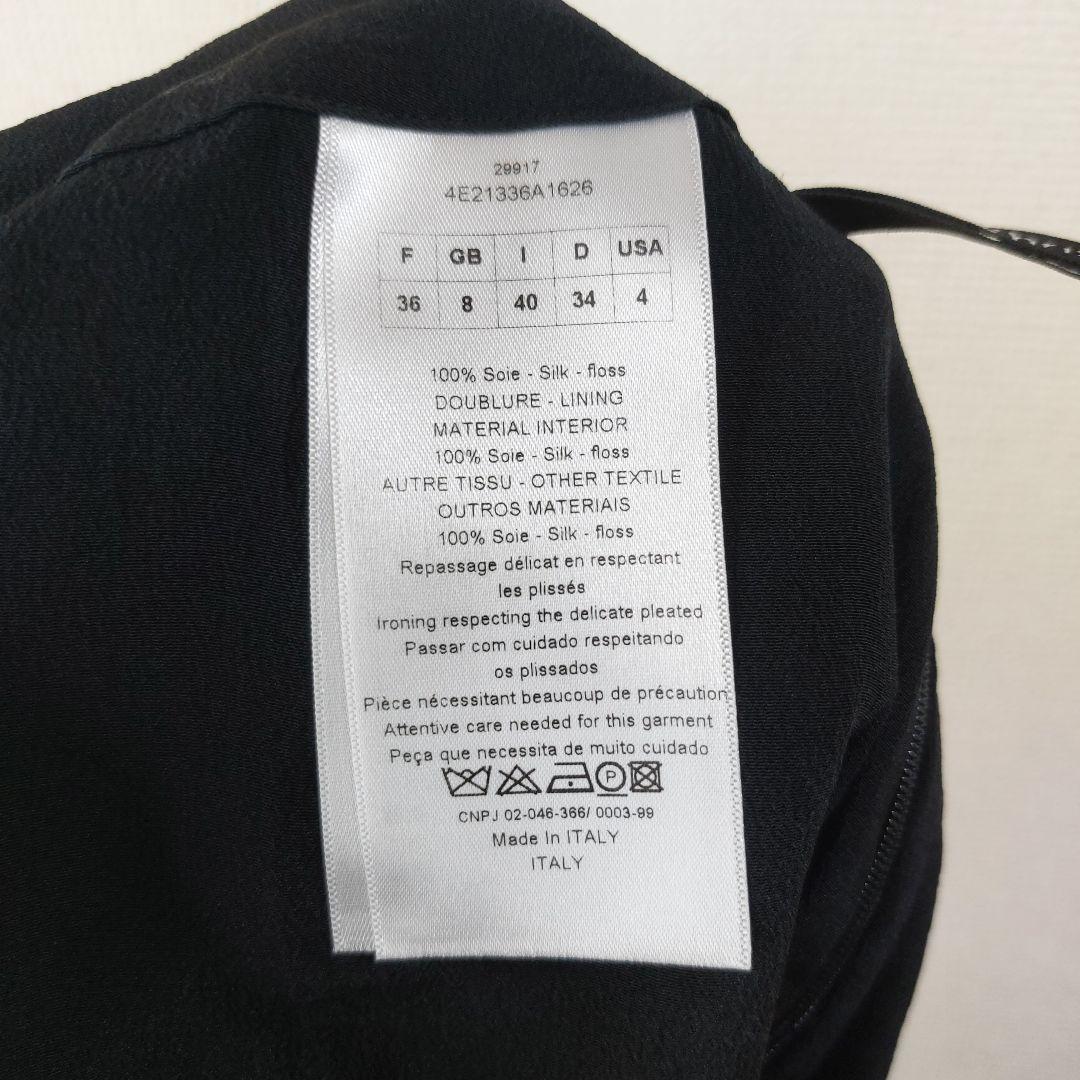 29917
4E21336A1626
F GB I D USA
36 8 40 34 4
100% Soie - Silk - floss
DOUBLURE - LINING
MATERIAL INTERIOR
100% Soie - Silk - floss
AUTRE TISSU - OTHER TEXTILE
OUTROS MATERIAIS
100% Soie - Silk - floss
Repassage délicat en respectant
les plissés
Ironing respecting the delicate pleated
Passar com cuidado respeitando
os plissados
Pièce nécessitant beaucoup de précaution
Attentive care needed for this garment
Peça que necessita de muito cuidado
P
CNPJ 02-046-366/ 0003-99
Made In ITALY
ITALY